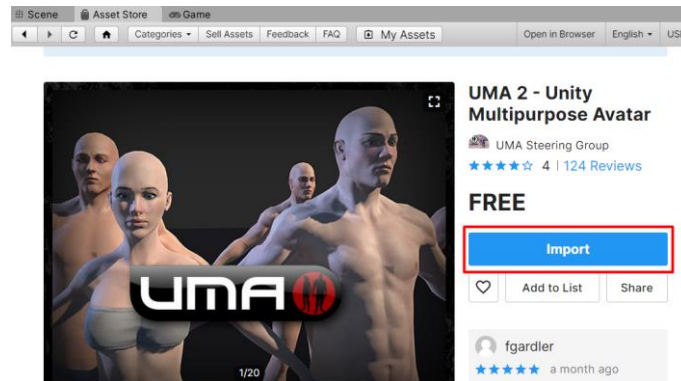 Scene Asset Store Game
Categories Sell Assets Feedback FAQ My Assets Open in Browser English US
UMA 2 - Unity
Multipurpose Avatar
UMA Steering Group
4 | 124 Reviews
FREE
Import
Add to List Share
UMA
1/20
fgardler
a month ago